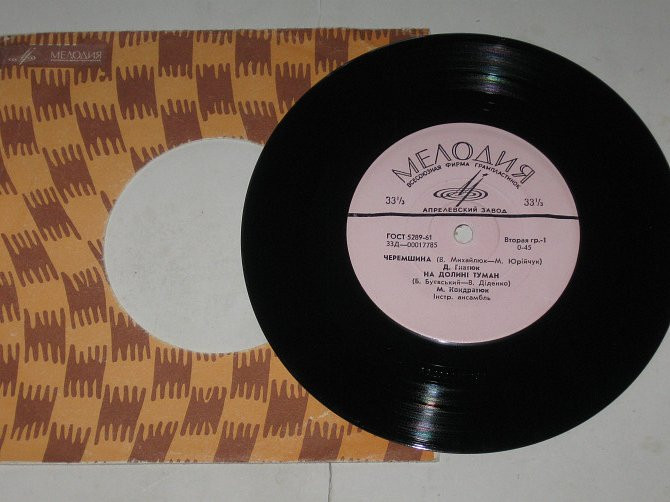 МЕЛОДИЯ
МЕЛОДИЯ
ВСЕСОЮЗНАЯ ФИРМА ГРАМПЛАСТИНОК
33⅓ 33⅓
АПРЕЛЕВСКИЙ ЗАВОД
ГОСТ 5289-61 Вторая гр.-1
33Д—00017785 0-45
ЧЕРЕМШИНА (В. Михайлюк—М. Юрійчук)
Д. Гнатюк
НА ДОЛИНІ ТУМАН
(Б. Буєвський—В. Діденко)
М. Кондратюк
Інстр. ансамбль